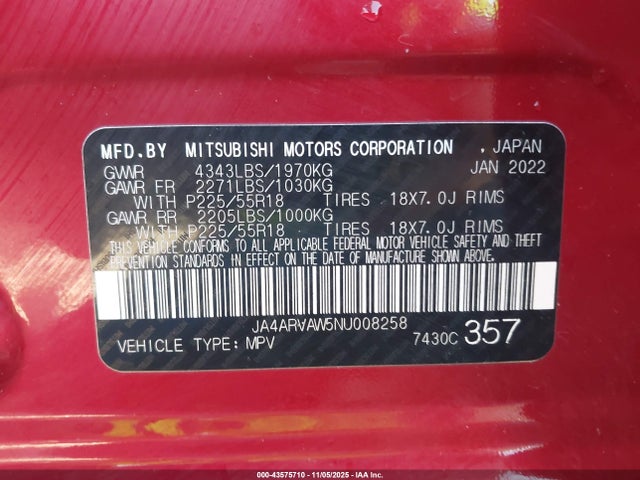 MFD.BY MITSUBISHI MOTORS CORPORATION . JAPAN
GVWR 4343LBS/1970KG JAN 2022
GAWR FR 2271LBS/1030KG
WITH P225/55R18 TIRES 18X7.0J RIMS
GAWR RR 2205LBS/1000KG
WITH P225/55R18 TIRES 18X7.0J RIMS
THIS VEHICLE CONFORMS TO ALL APPLICABLE FEDERAL MOTOR VEHICLE SAFETY AND THEFT
PREVENTION STANDARDS IN EFFECT ON THE DATE OF MANUFACTURE SHOWN ABOVE.
JA4ARVAW5NU008258
VEHICLE TYPE: MPV 7430C 357
000-43575710 - 11/05/2025 - IAA, Inc.